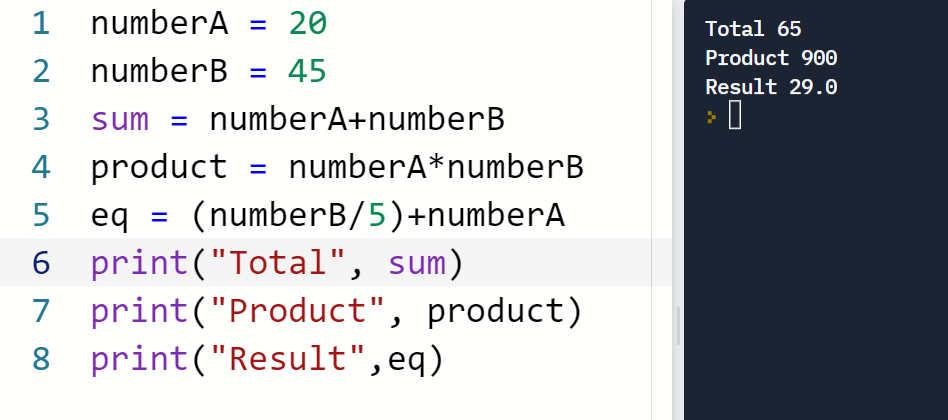 1 numberA = 20
2 numberB = 45
3 sum = numberA+numberB
4 product = numberA*numberB
5 eq = (numberB/5)+numberA
6 print("Total", sum)
7 print("Product", product)
8 print("Result",eq)
Total 65
Product 900
Result 29.0